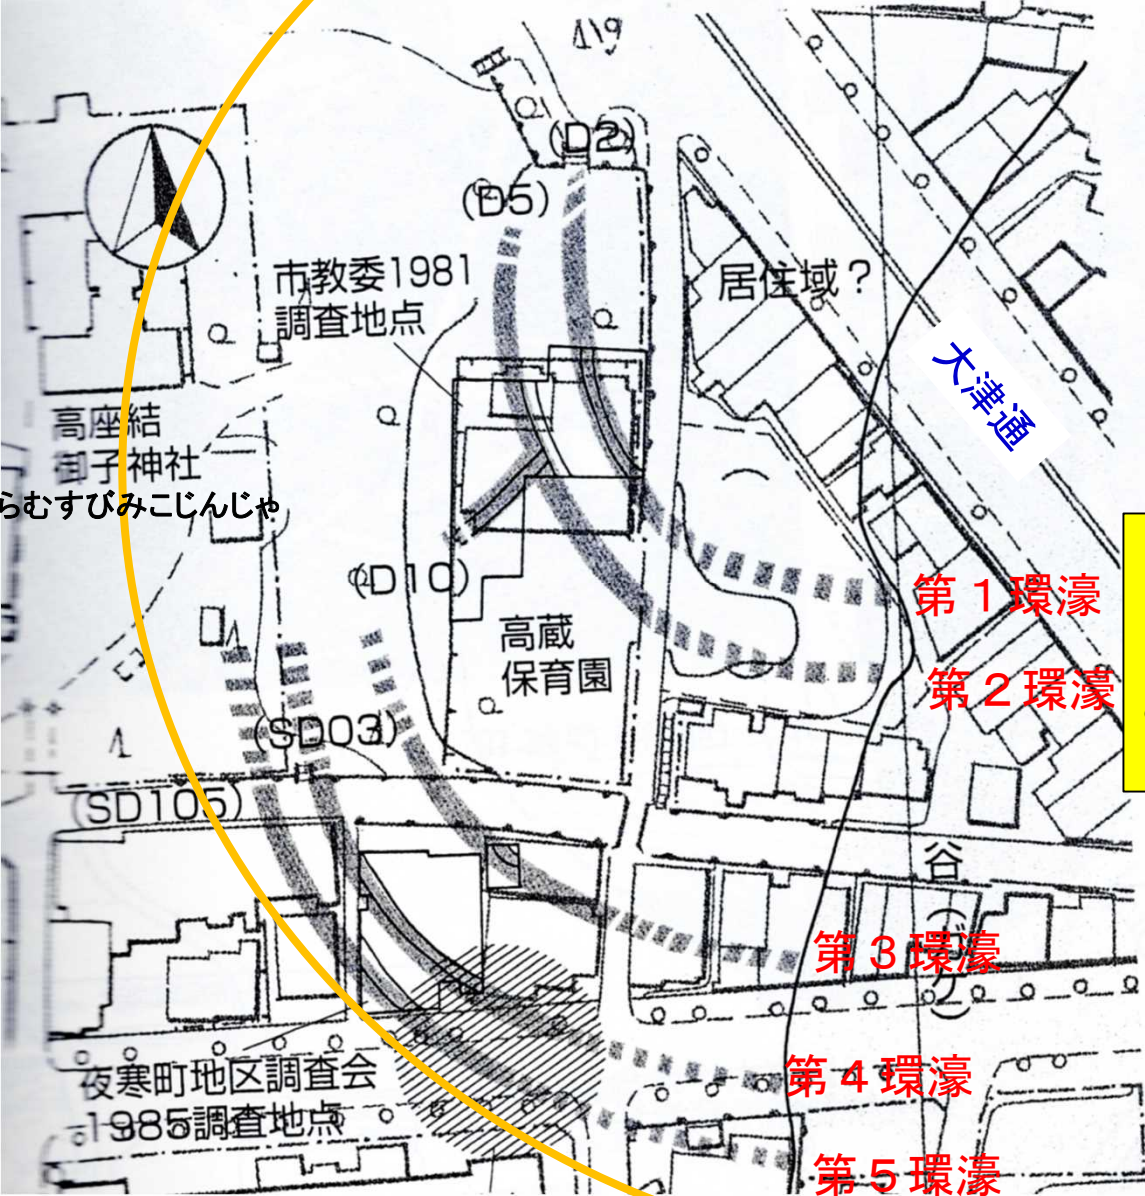 119
(D2)
(D5)
市教委1981
調査地点
居住域？
大津通
高座結
御子神社
らむすびみこじんじゃ
(D10)
第１環濠
高蔵
保育園
第２環濠
(SD03)
(SD105)
谷
第３環濠
夜寒町地区調査会
1985調査地点
第４環濠
第５環濠